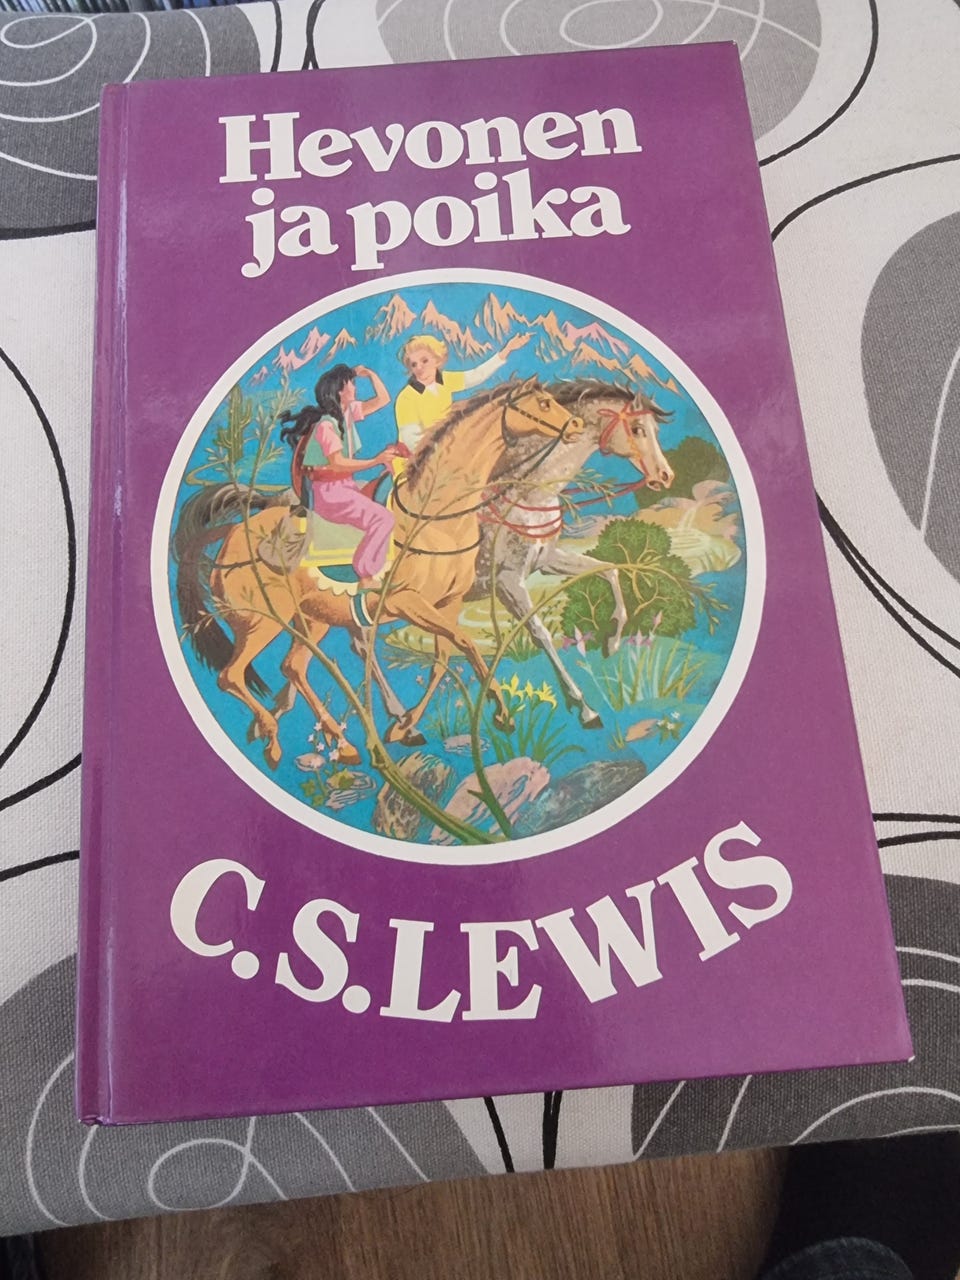 Hevonen
ja poika
C.S.LEWIS